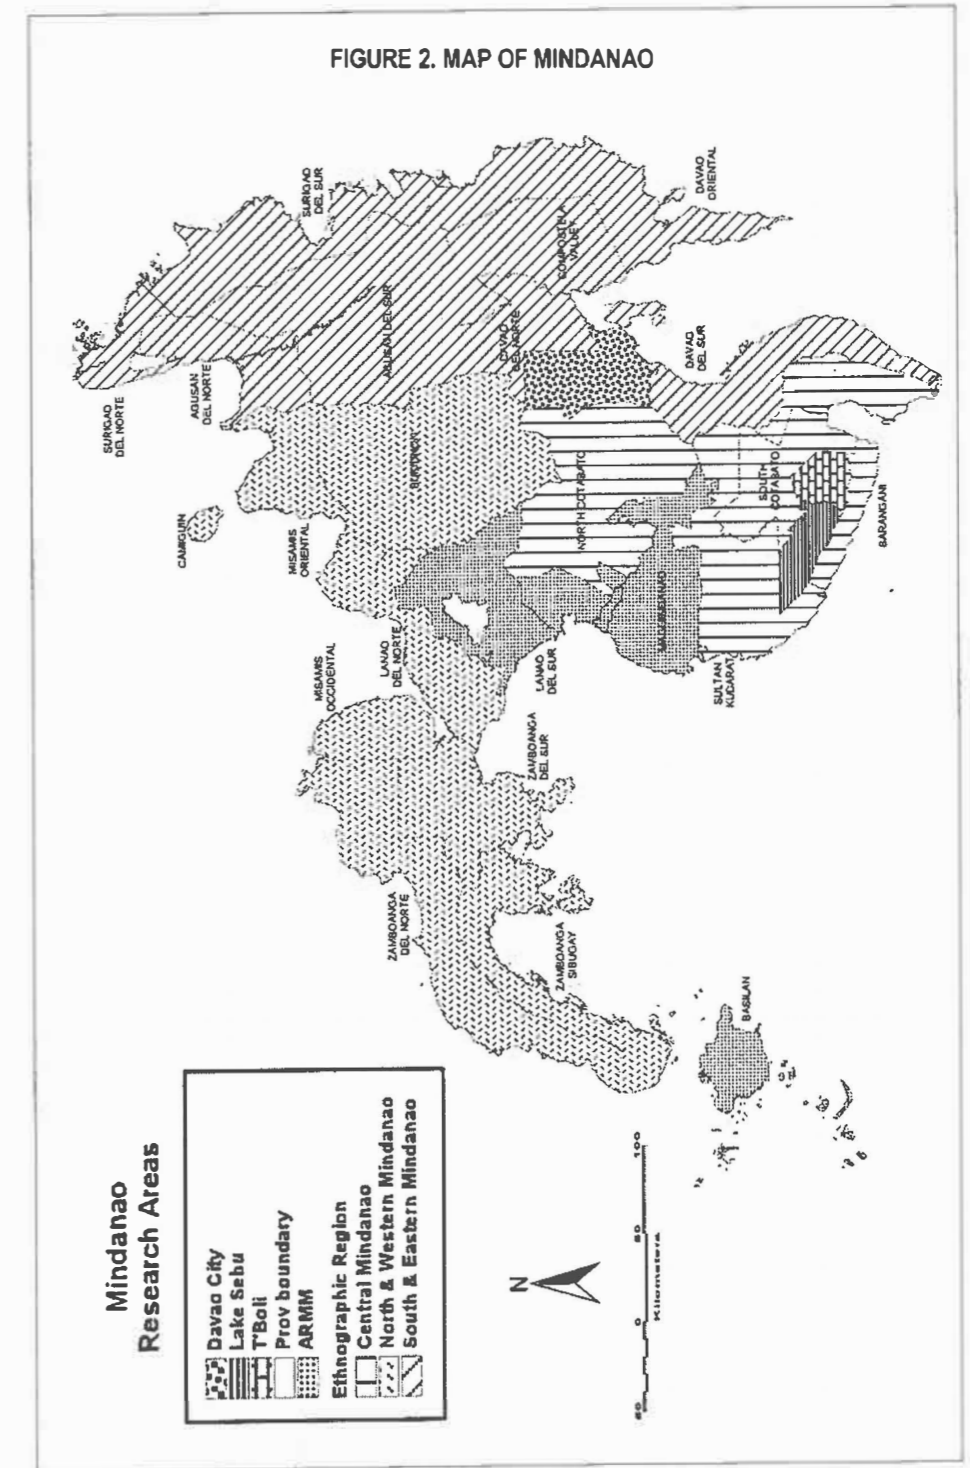 FIGURE 2. MAP OF MINDANAO
Mindanao
Research Areas
Davao City
Lake Sebu
T'Boli
Prov boundary
ARMM
Ethnographic Region
Central Mindanao
North & Western Mindanao
South & Eastern Mindanao
N
50
0
50
100
Kilometers
SURIGAO
DEL NORTE
AGUSAN
DEL NORTE
SURIGAO
DEL SUR
CAMIGUIN
MISAMIS
ORIENTAL
MISAMIS
OCCIDENTAL
LANAO
DEL NORTE
LANAO
DEL SUR
AGUSAN DEL SUR
BUKIDNON
DAVAO
DEL NORTE
COMPOSTELA
VALLEY
DAVAO
ORIENTAL
DAVAO
DEL SUR
NORTH COTABATO
SOUTH
COTABATO
MAGUINDANAO
SULTAN
KUDARAT
SARANGANI
ZAMBOANGA
DEL NORTE
ZAMBOANGA
DEL SUR
ZAMBOANGA
SIBUGAY
BASILAN